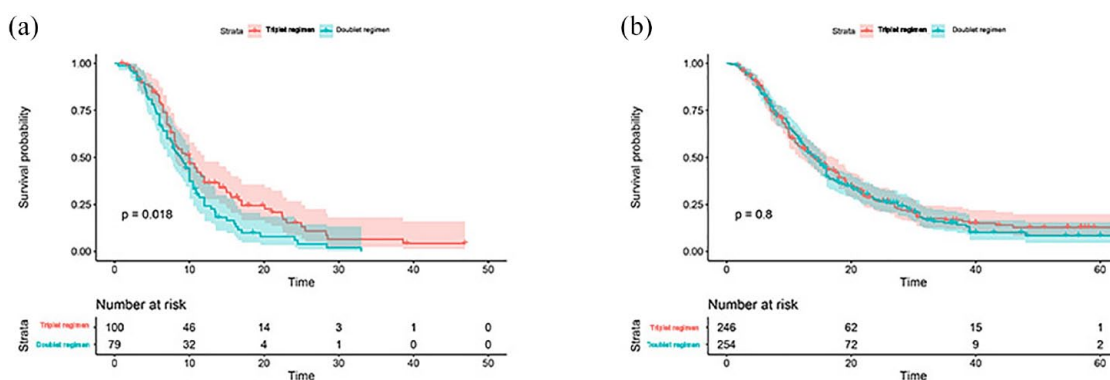 (a)
Strata Triplet regimen Doublet regimen
1.00
0.75
0.50
0.25
0.00
Survival probability
p = 0.018
0 10 20 30 40 50
Time
Number at risk
Strata
Triplet regimen 100 46 14 3 1 0
Doublet regimen 79 32 4 1 0 0
0 10 20 30 40 50
Time
(b)
Strata Triplet regimen Doublet regimen
1.00
0.75
0.50
0.25
0.00
Survival probability
p = 0.8
0 20 40 60
Time
Number at risk
Strata
Triplet regimen 246 62 15 1
Doublet regimen 254 72 9 2
0 20 40 60
Time